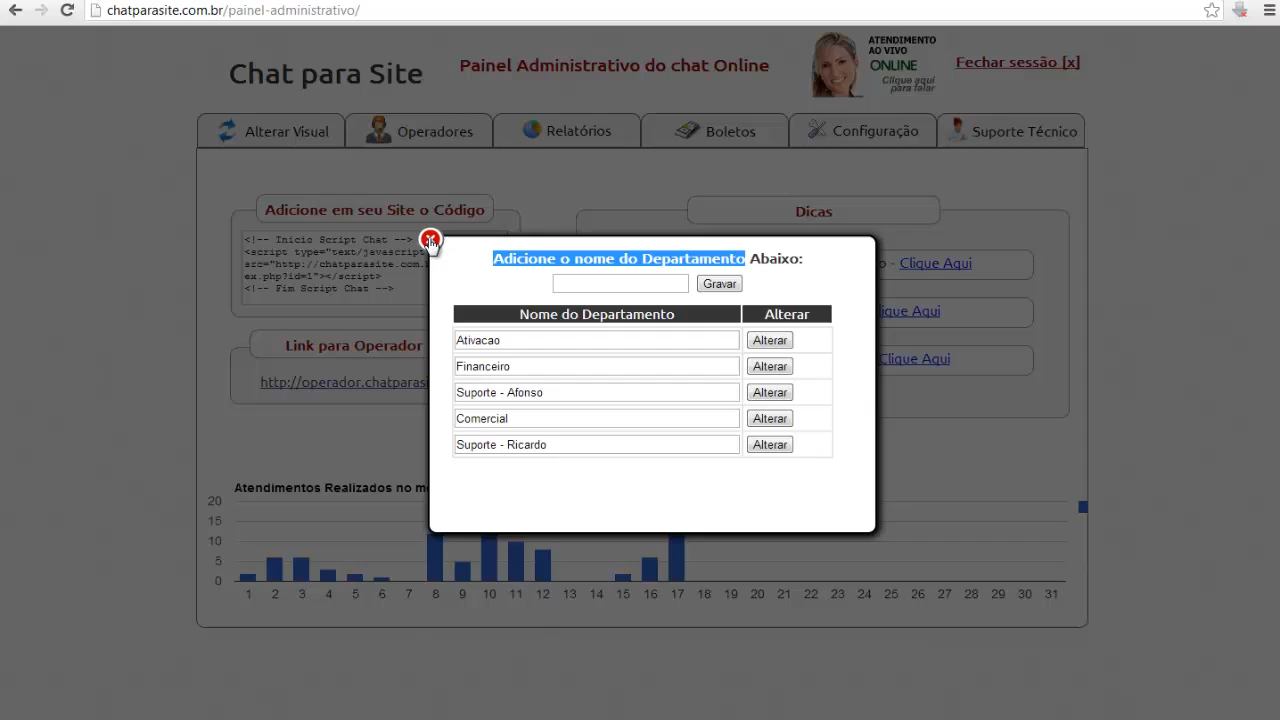 chatparasite.com.br/painel-administrativo/
Chat para Site
Painel Administrativo do chat Online
ATENDIMENTO
AO VIVO
ONLINE
Clique aqui
para falar
Fechar sessão [x]
Alterar Visual
Operadores
Relatórios
Boletos
Configuração
Suporte Técnico
Adicione em seu Site o Código
Dicas
<!-- Inicio Script Chat -->
<script type="text/javascript
src="http://chatparasite.com.
ex.php?id=1"></script>
<!-- Fim Script Chat -->
Link para Operador
http://operador.chatparasi
o - Clique Aqui
ique Aqui
Clique Aqui
Adicione o nome do Departamento Abaixo:
Gravar
Nome do Departamento Alterar
Ativacao Alterar
Financeiro Alterar
Suporte - Afonso Alterar
Comercial Alterar
Suporte - Ricardo Alterar
Atendimentos Realizados no m
20
15
10
5
0
1 2 3 4 5 6 7 8 9 10 11 12 13 14 15 16 17 18 19 20 21 22 23 24 25 26 27 28 29 30 31